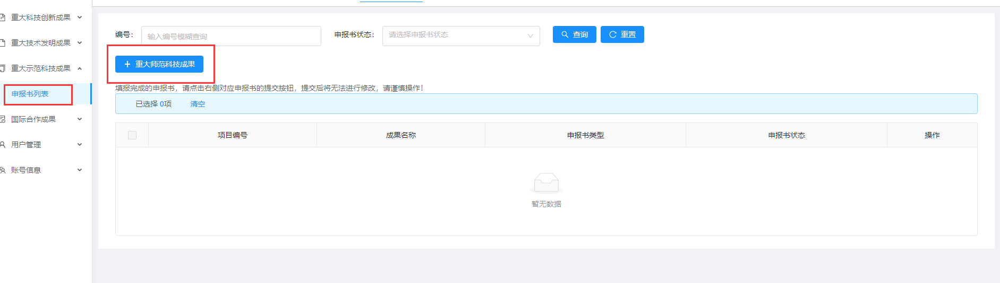 重大科技创新成果
重大技术发明成果
重大示范科技成果
申报书列表
国际合作成果
用户管理
账号信息
编号： 输入编号模糊查询 申报书状态： 请选择申报书状态 查询 重置
+ 重大师范科技成果
填报完成的申报书，请点击右侧对应申报书的提交按钮，提交后将无法进行修改，请谨慎操作！
已选择 0项 清空
项目编号 成果名称 申报书类型 申报书状态 操作
暂无数据